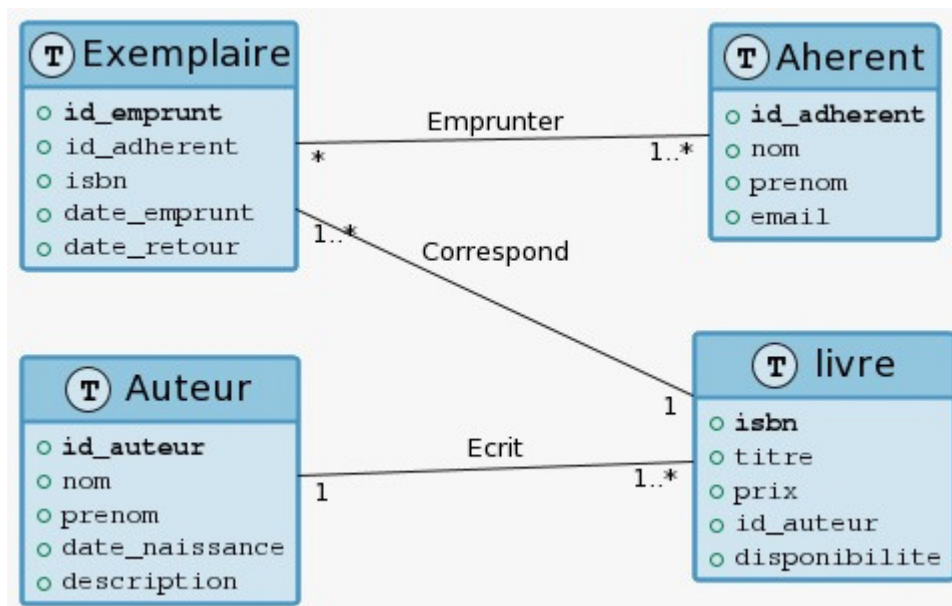 T Exemplaire
id_emprunt
id_adherent
isbn
date_emprunt
date_retour
Emprunter
*
1..*
T Aherent
id_adherent
nom
prenom
email
1..*
Correspond
1
T Auteur
id_auteur
nom
prenom
date_naissance
description
Ecrit
1
1..*
T livre
isbn
titre
prix
id_auteur
disponibilite